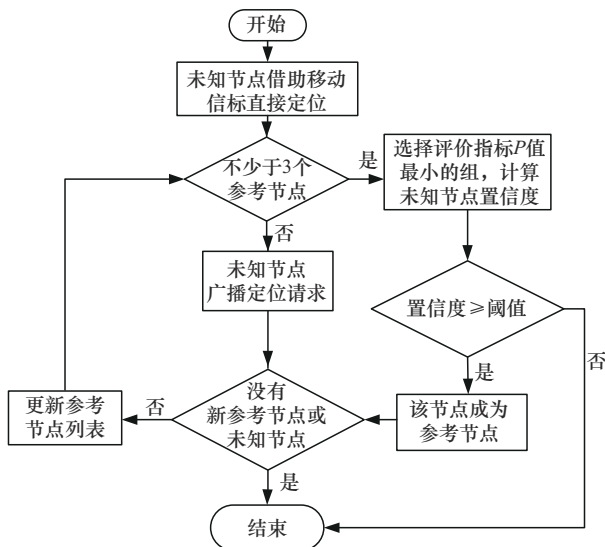 开始
未知节点借助移动
信标直接定位
不少于3个
参考节点
是
选择评价指标P值
最小的组，计算
未知节点置信度
否
未知节点
广播定位请求
置信度≥阈值
否
是
没有
新参考节点或
未知节点
否
更新参考
节点列表
该节点成为
参考节点
是
结束